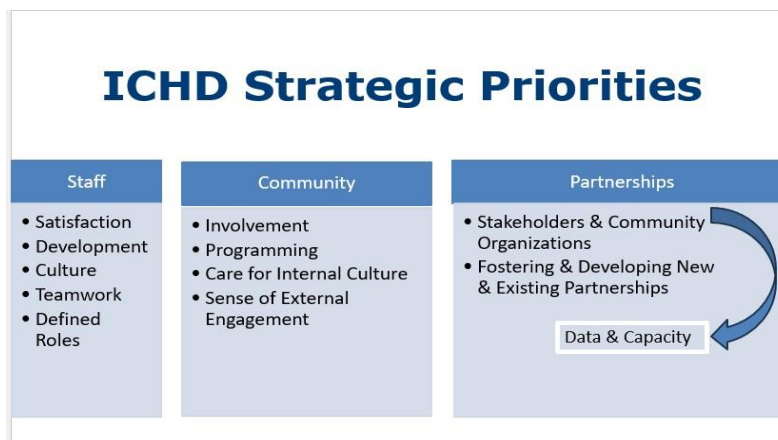 ICHD Strategic Priorities
Staff
• Satisfaction
• Development
• Culture
• Teamwork
• Defined
Roles
Community
• Involvement
• Programming
• Care for Internal Culture
• Sense of External
Engagement
Partnerships
• Stakeholders & Community
Organizations
• Fostering & Developing New
& Existing Partnerships
Data & Capacity